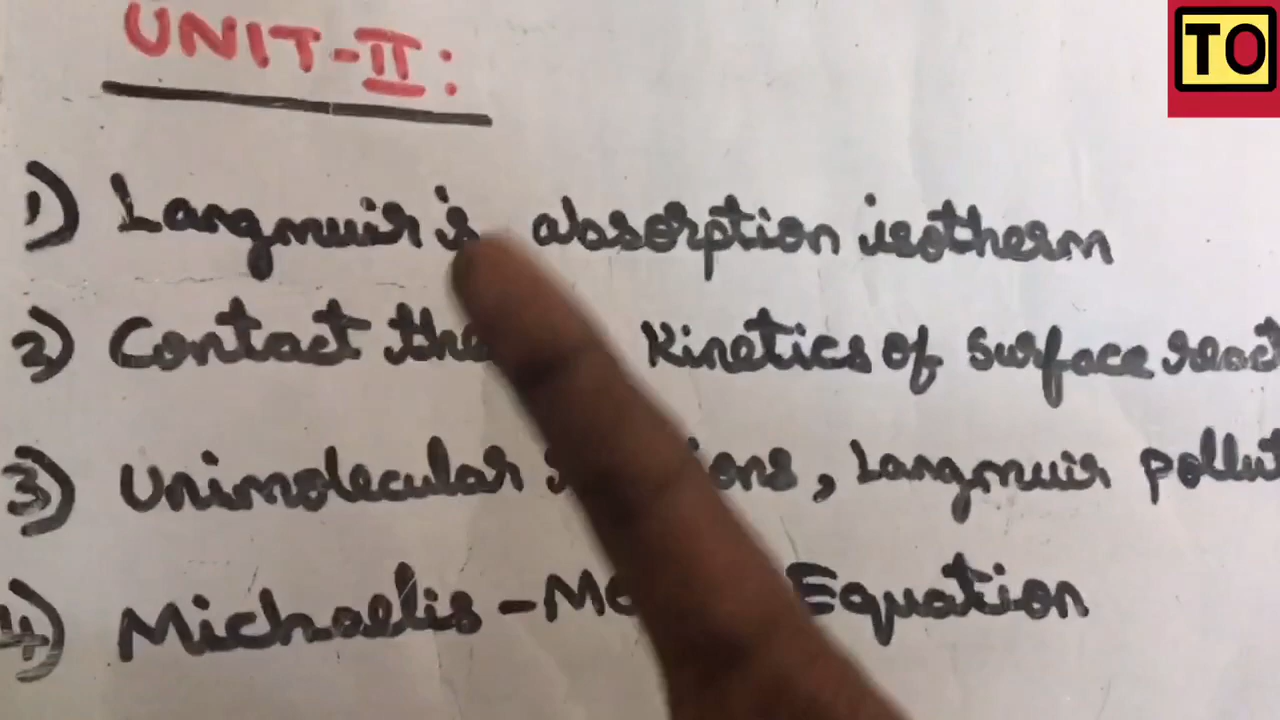 UNIT-II:
TO
1) Langmuir is absorption isotherm
2) Contact the Kinetics of surface react
3) Unimolecular ions, Langmuir pollut
4) Michaelis-M Equation